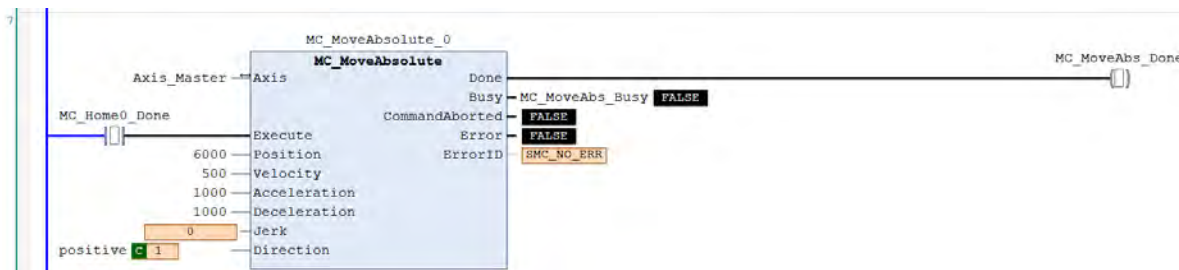 7
MC_MoveAbsolute_0
MC_MoveAbsolute
MC_MoveAbs_Done
Axis_Master Axis Done
Busy MC_MoveAbs_Busy FALSE
MC_Home0_Done CommandAborted FALSE
Execute Error FALSE
6000 Position ErrorID SMC_NO_ERR
500 Velocity
1000 Acceleration
1000 Deceleration
0 Jerk
positive C 1 Direction